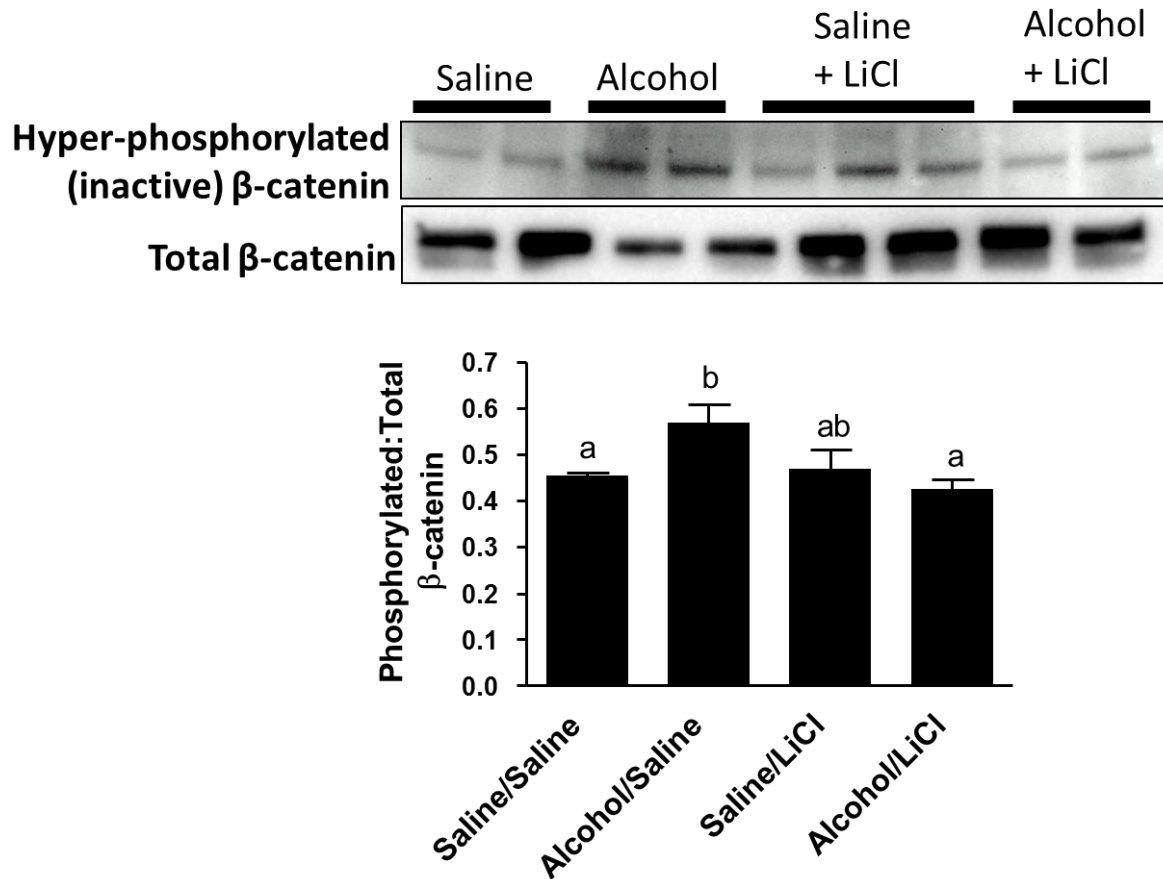 Saline
Alcohol
Saline
+ LiCl
Alcohol
+ LiCl
Hyper-phosphorylated
(inactive) β-catenin
Total β-catenin
Phosphorylated:Total
β-catenin
0.7
0.6
0.5
0.4
0.3
0.2
0.1
0.0
a
b
ab
a
Saline/Saline
Alcohol/Saline
Saline/LiCl
Alcohol/LiCl